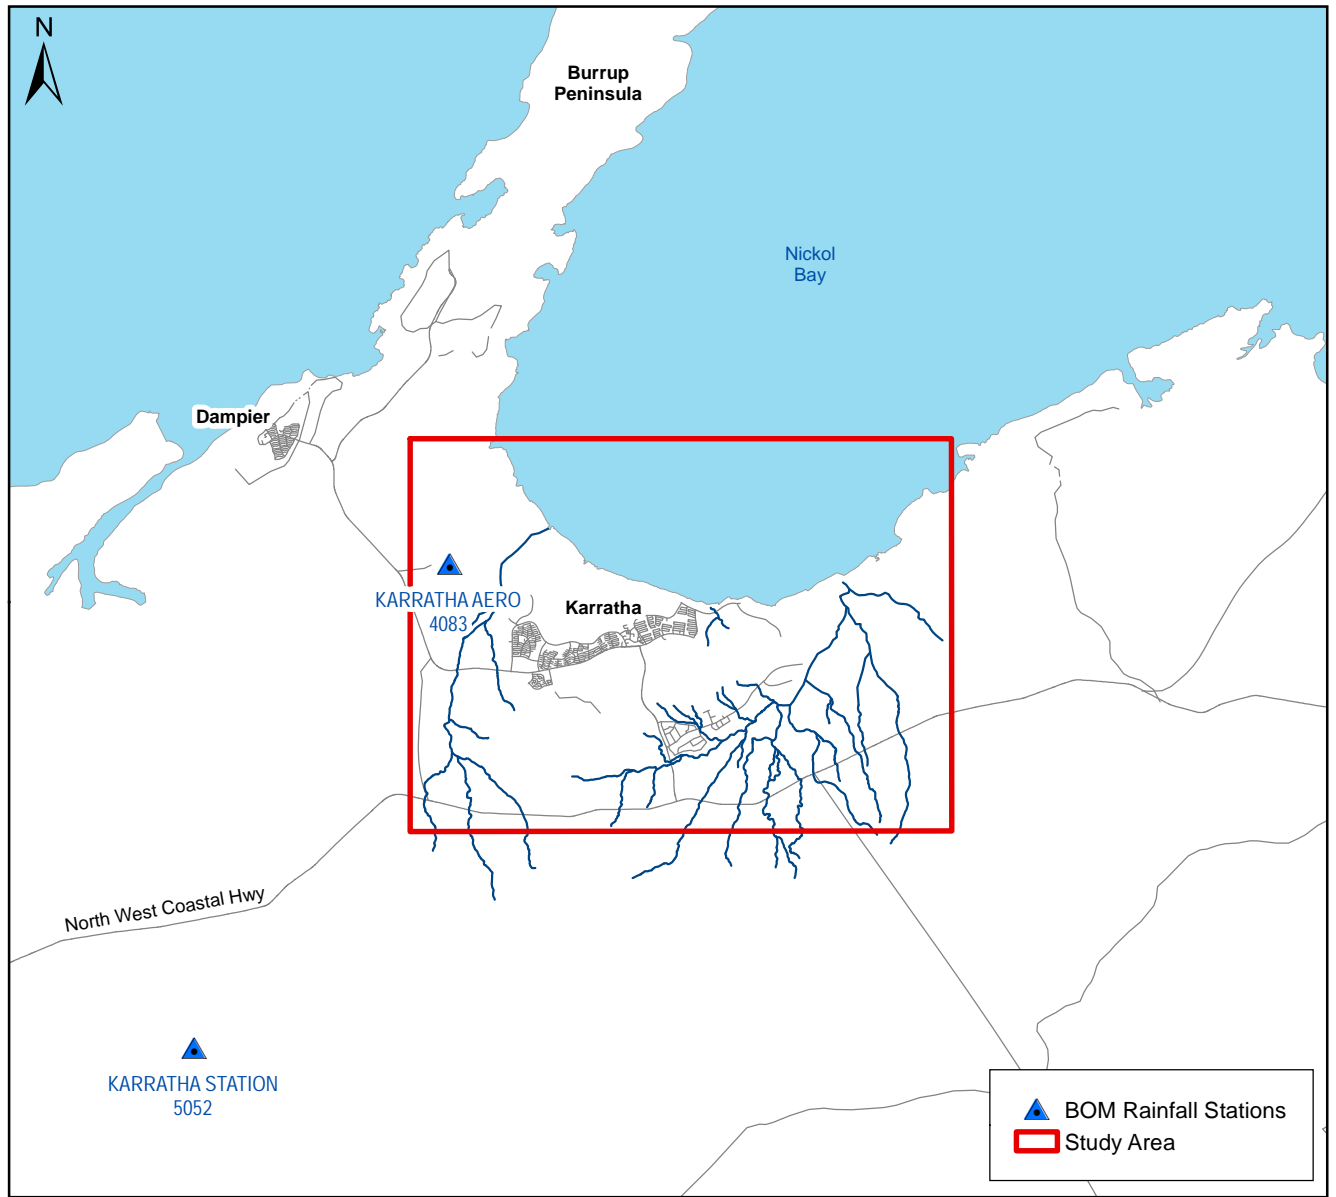 N
Burrup
Peninsula
Nickol
Bay
Dampier
KARRATHA AERO
4083
Karratha
North West Coastal Hwy
KARRATHA STATION
5052
BOM Rainfall Stations
Study Area